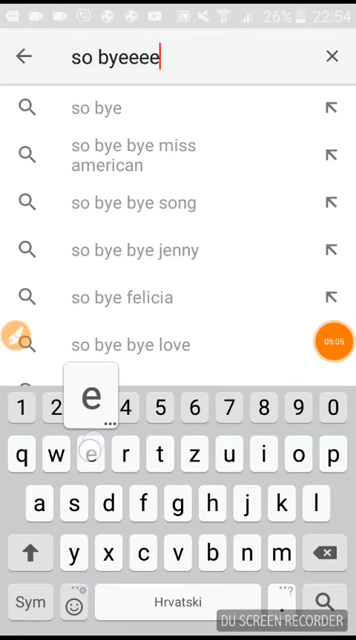 26% 22:54
so byeeee
so bye
so bye bye miss
american
so bye bye song
so bye bye jenny
so bye felicia
05:05
so bye bye love
e
1 2 4 5 6 7 8 9 0
q w e r t z u i o p
a s d f g h j k l
y x c v b n m
Sym Hrvatski . ?
DU SCREEN RECORDER